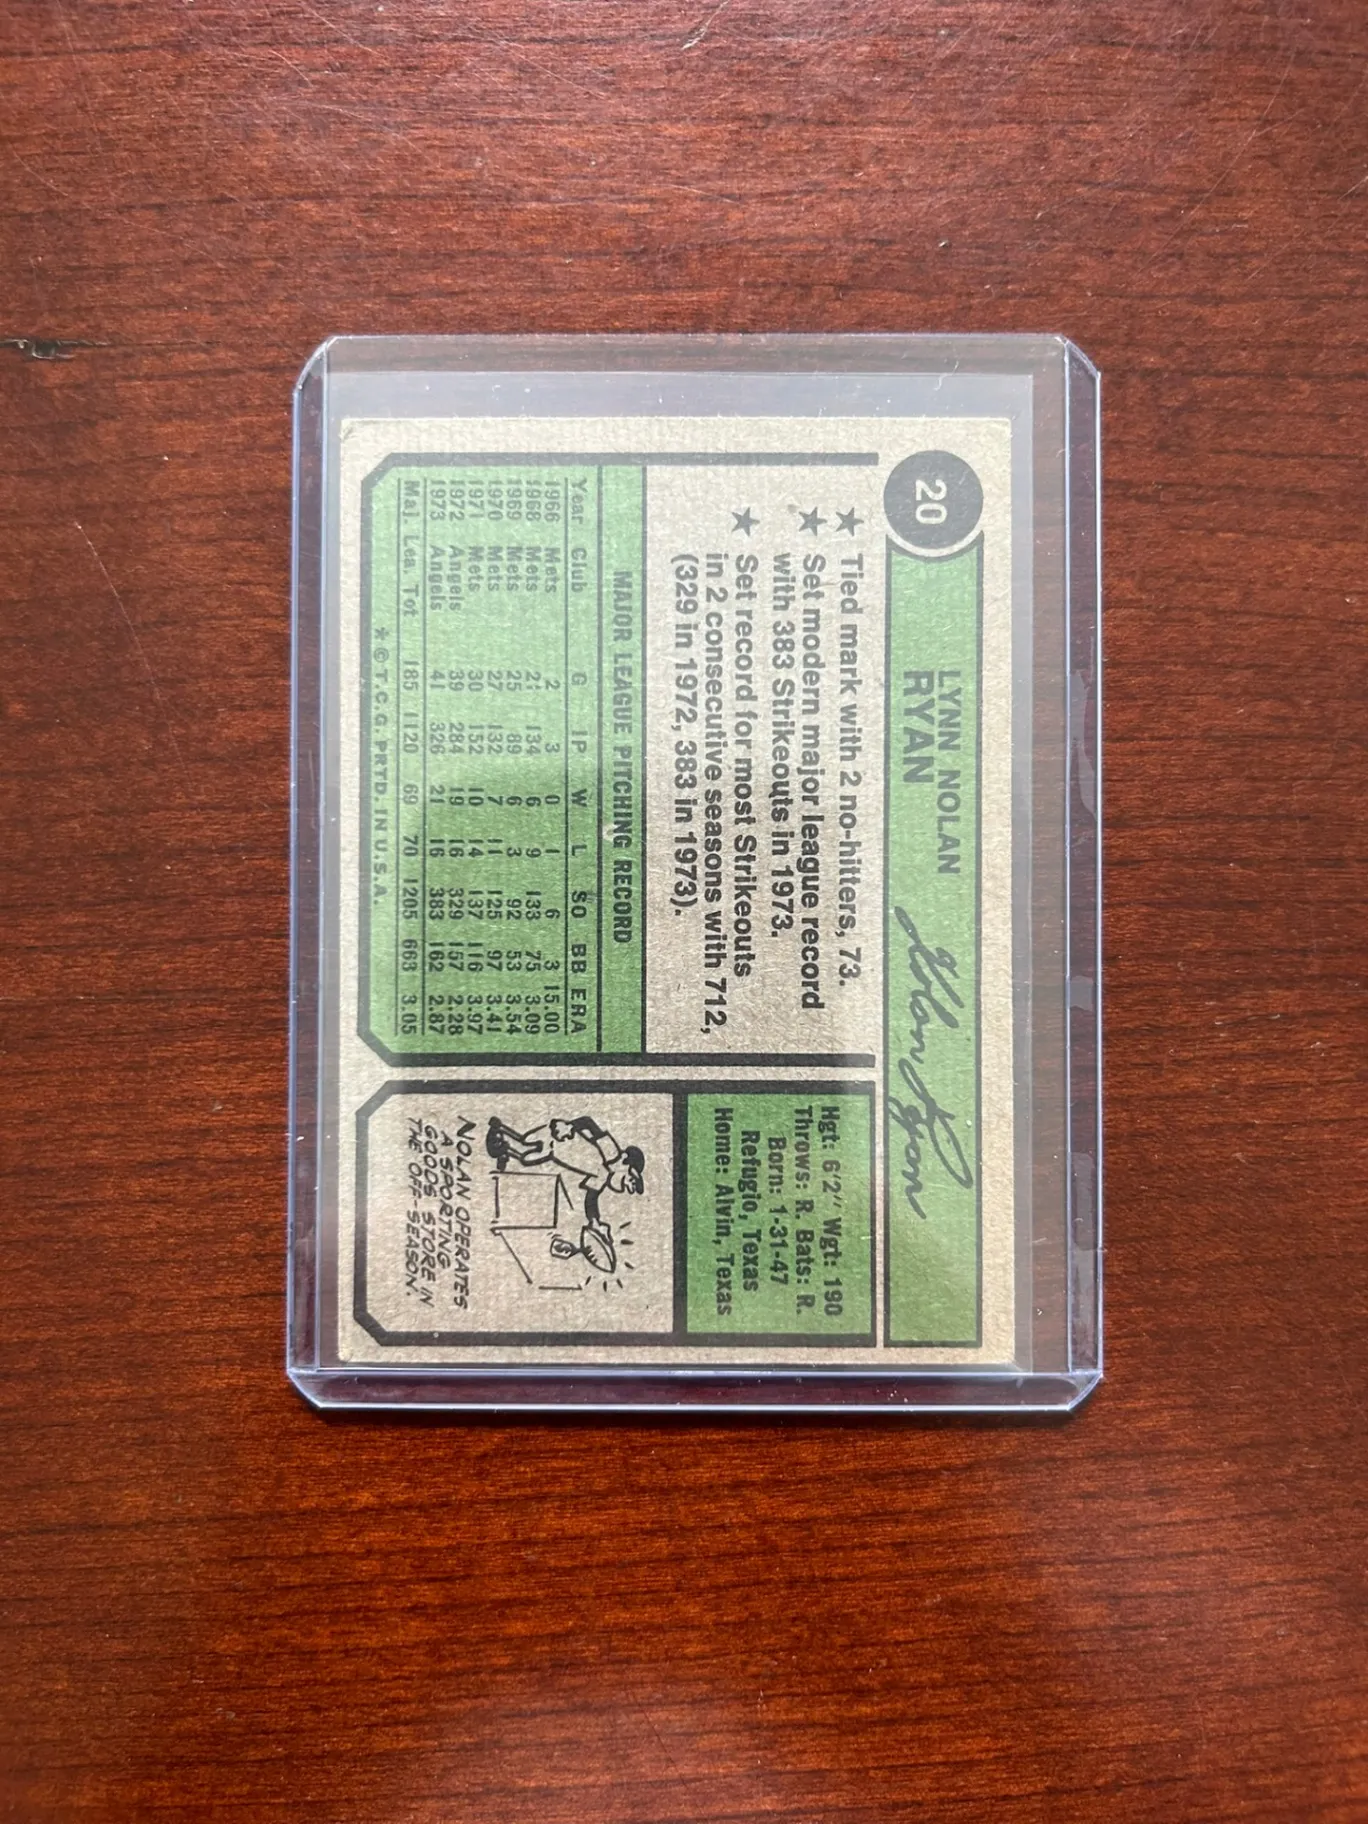 20
LYNN NOLAN
RYAN
Nolan Ryan
★ Tied mark with 2 no-hitters, 73.
★ Set modern major league record
with 383 Strikeouts in 1973.
★ Set record for most Strikeouts
in 2 consecutive seasons with 712,
(329 in 1972, 383 in 1973).
MAJOR LEAGUE PITCHING RECORD
Year Club G IP W L SO BB ERA
1966 Mets 2 3 0 1 6 3 15.00
1968 Mets 134 6 9 133 75 3.09
1969 Mets 25 89 6 3 92 53 3.54
1970 Mets 27 132 7 11 125 97 3.41
1971 Mets 30 152 10 14 137 116 3.97
1972 Angels 39 284 19 16 329 157 2.28
1973 Angels 41 326 21 16 383 162 2.87
Maj. Lea. Tot 185 1120 69 70 1205 663 3.05
* © T.C.G. PRTD. IN U.S.A.
Hgt: 6'2" Wgt: 190
Throws: R. Bats: R.
Born: 1-31-47
Refugio, Texas
Home: Alvin, Texas
$
NOLAN OPERATES
A SPORTING
GOODS STORE IN
THE OFF-SEASON.